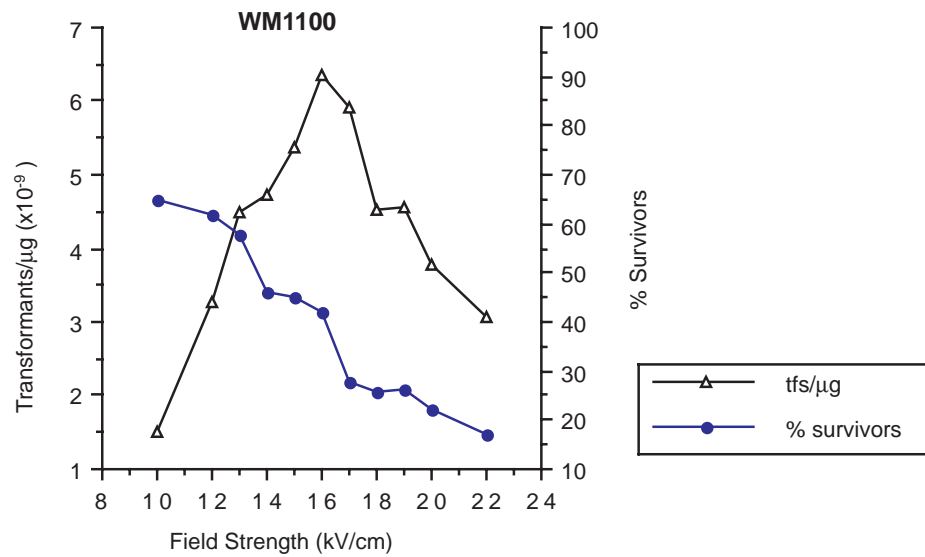 WM1100
7
6
5
4
3
2
1
Transformants/µg (x10⁻⁹)
100
90
80
70
60
50
40
30
20
10
% Survivors
8 10 12 14 16 18 20 22 24
Field Strength (kV/cm)
tfs/µg
% survivors